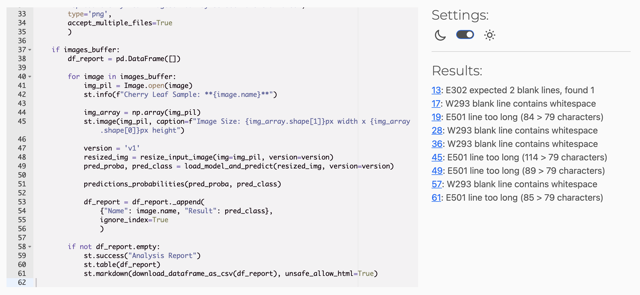 33 type='png',
34 accept_multiple_files=True
35 )
36
37 if images_buffer:
38 df_report = pd.DataFrame([])
39
40 for image in images_buffer:
41 img_pil = Image.open(image)
42 st.info(f"Cherry Leaf Sample: **{image.name}**")
43
44 img_array = np.array(img_pil)
45 st.image(img_pil, caption=f"Image Size: {img_array.shape[1]}px width x {img_array
.shape[0]}px height")
46
47 version = 'v1'
48 resized_img = resize_input_image(img=img_pil, version=version)
49 pred_proba, pred_class = load_model_and_predict(resized_img, version=version)
50
51 predictions_probabilities(pred_proba, pred_class)
52
53 df_report = df_report._append(
54 {"Name": image.name, "Result": pred_class},
55 ignore_index=True
56 )
57
58 if not df_report.empty:
59 st.success("Analysis Report")
60 st.table(df_report)
61 st.markdown(download_dataframe_as_csv(df_report), unsafe_allow_html=True)
62
Settings:
Results:
13: E302 expected 2 blank lines, found 1
17: W293 blank line contains whitespace
19: E501 line too long (84 > 79 characters)
28: W293 blank line contains whitespace
36: W293 blank line contains whitespace
45: E501 line too long (114 > 79 characters)
49: E501 line too long (89 > 79 characters)
57: W293 blank line contains whitespace
61: E501 line too long (85 > 79 characters)